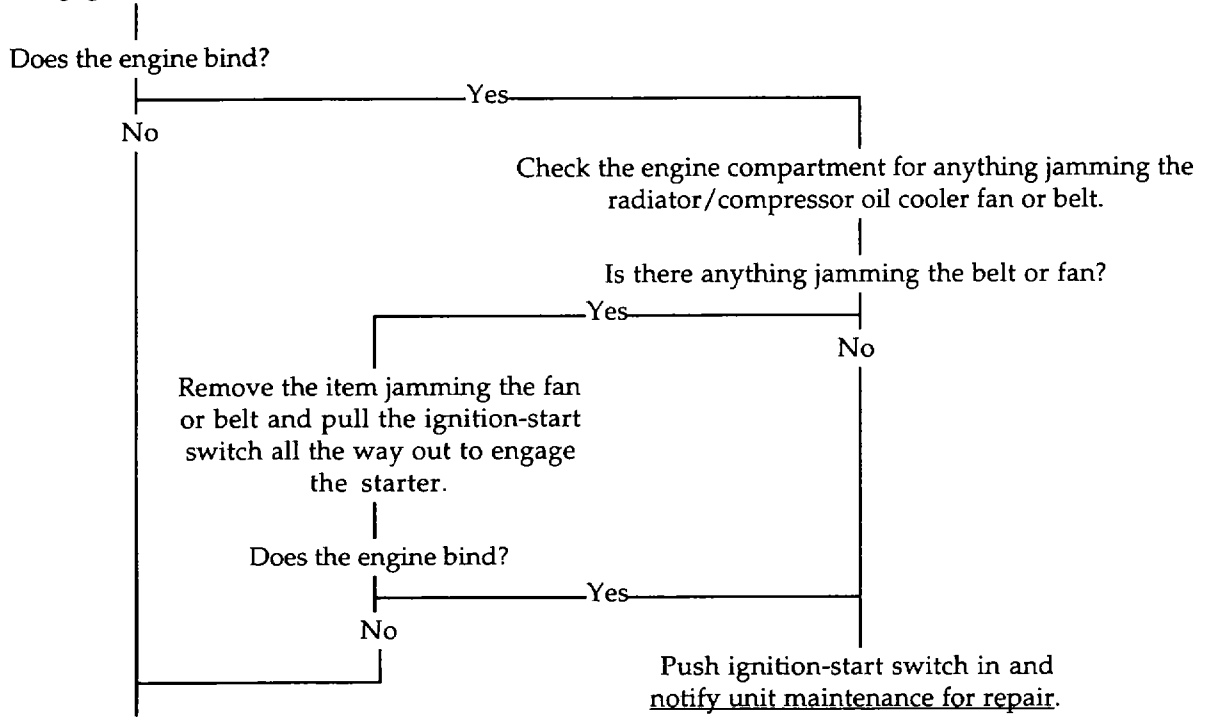 Does the engine bind?
Yes
No
Check the engine compartment for anything jamming the
radiator/compressor oil cooler fan or belt.
Is there anything jamming the belt or fan?
Yes
No
Remove the item jamming the fan
or belt and pull the ignition-start
switch all the way out to engage
the starter.
Does the engine bind?
Yes
No
Push ignition-start switch in and
notify unit maintenance for repair.